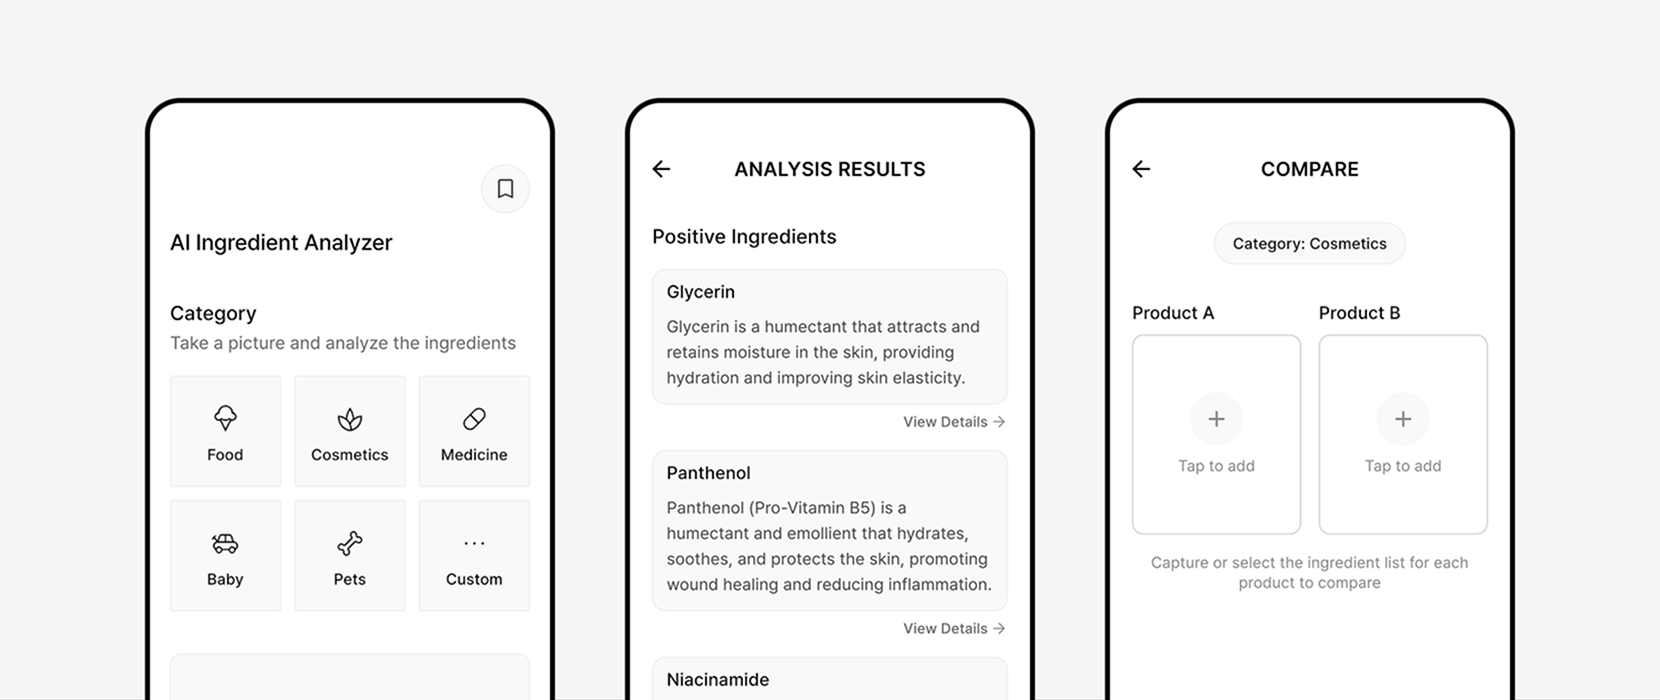 AI Ingredient Analyzer
Category
Take a picture and analyze the ingredients
Food
Cosmetics
Medicine
Baby
Pets
Custom
ANALYSIS RESULTS
Positive Ingredients
Glycerin
Glycerin is a humectant that attracts and
retains moisture in the skin, providing
hydration and improving skin elasticity.
View Details →
Panthenol
Panthenol (Pro-Vitamin B5) is a
humectant and emollient that hydrates,
soothes, and protects the skin, promoting
wound healing and reducing inflammation.
View Details →
Niacinamide
COMPARE
Category: Cosmetics
Product A
Product B
Tap to add
Tap to add
Capture or select the ingredient list for each
product to compare